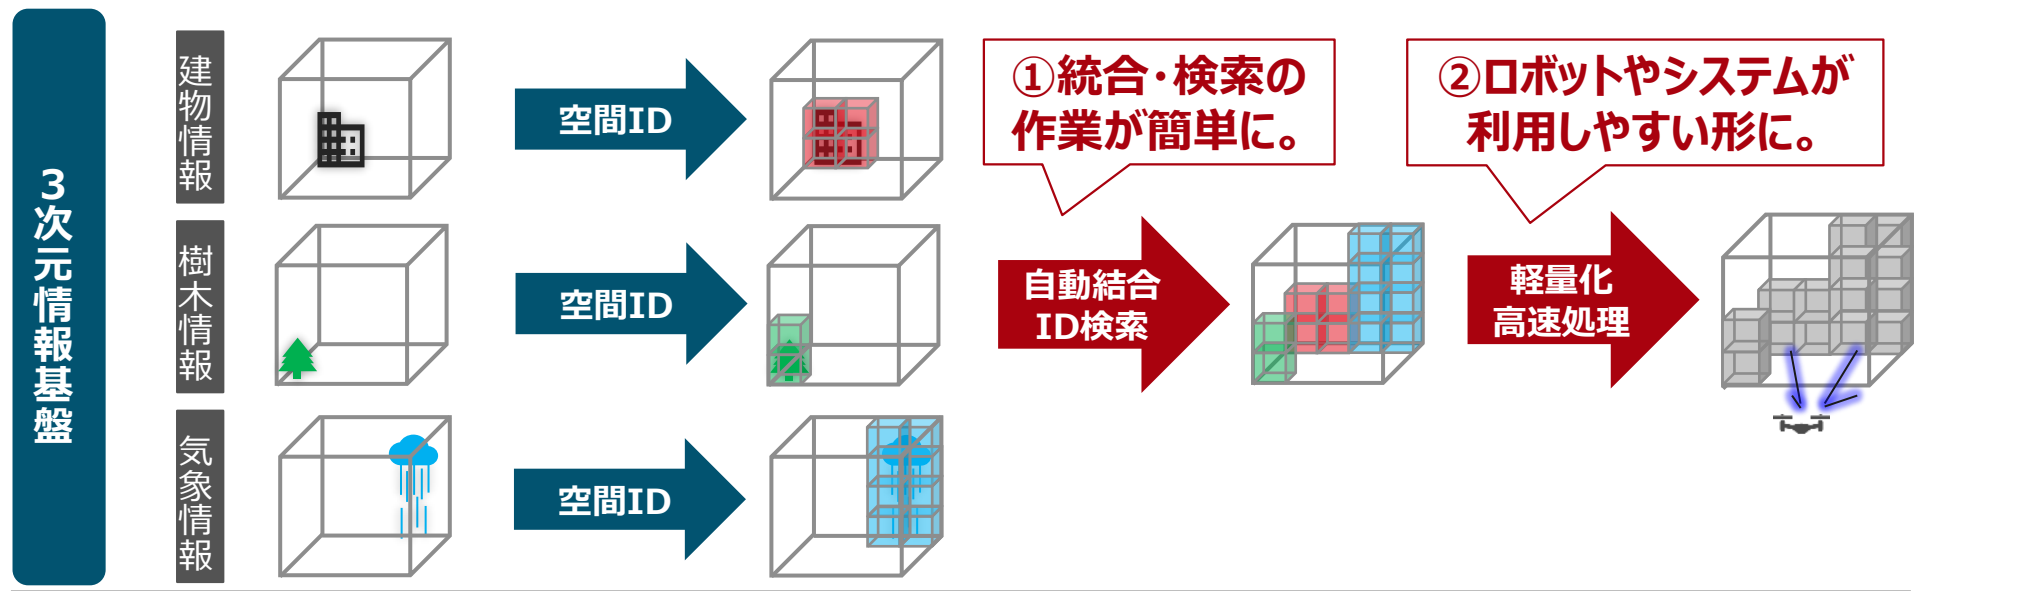 3次元情報基盤
建物情報
空間ID
①統合・検索の
作業が簡単に。
②ロボットやシステムが
利用しやすい形に。
樹木情報
空間ID
自動結合
ID検索
軽量化
高速処理
気象情報
空間ID